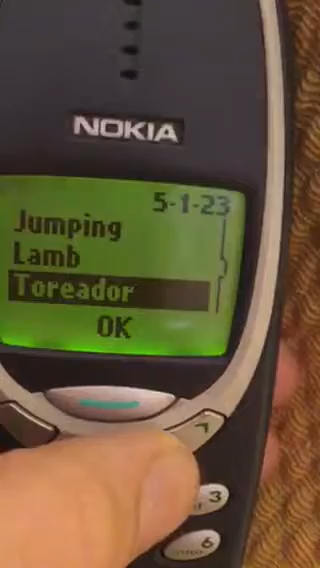 NOKIA
5-1-23
Jumping
Lamb
Toreador
OK
3
6